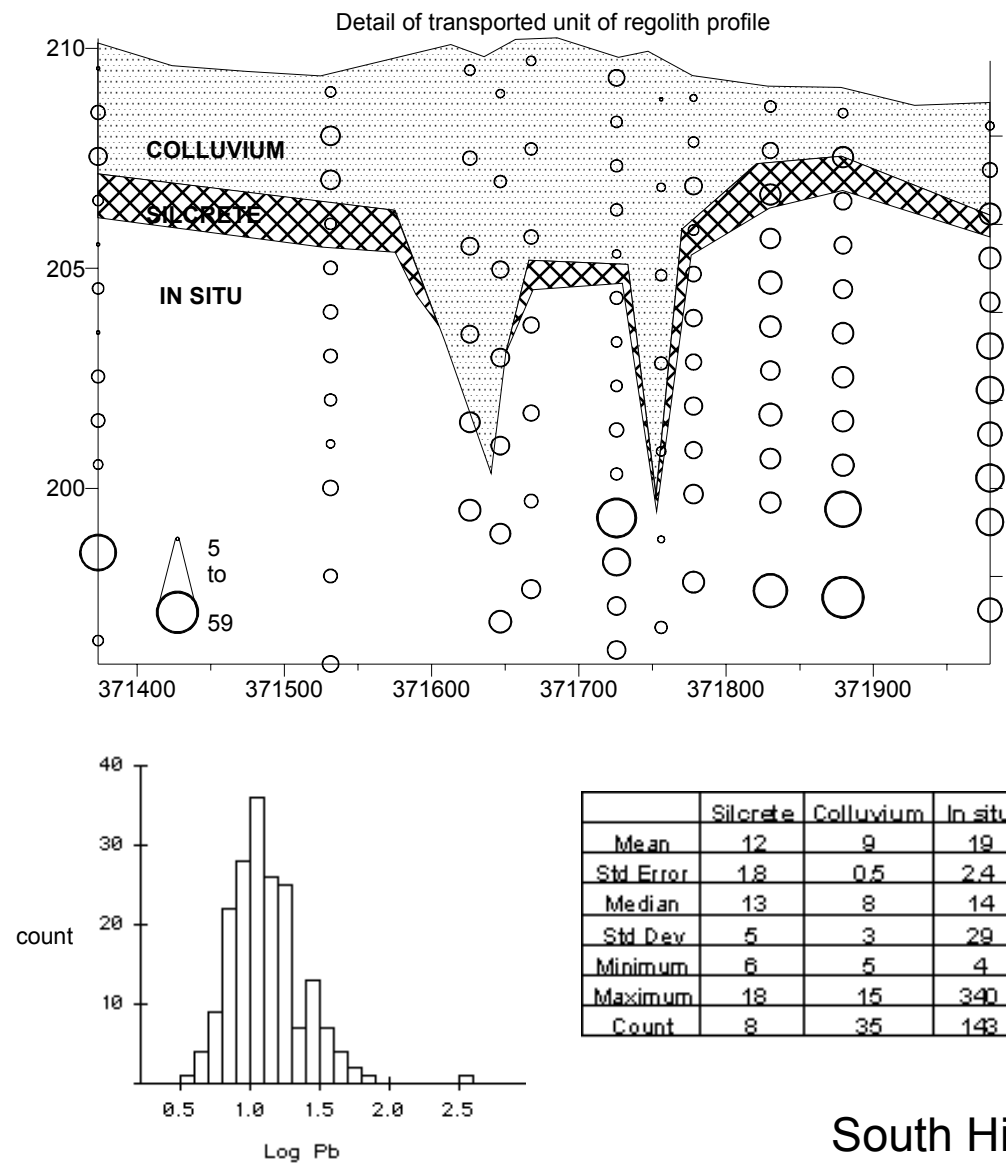 Detail of transported unit of regolith profile
210
COLLUVIUM
SILCRETE
205
IN SITU
200
5
to
59
371400 371500 371600 371700 371800 371900
40
30
20
10
count
0.5 1.0 1.5 2.0 2.5
Log Pb
Silcrete Colluvium In situ
Mean 12 9 19
Std Error 1.8 0.5 2.4
Median 13 8 14
Std Dev 5 3 29
Minimum 6 5 4
Maximum 18 15 340
Count 8 35 143
South Hi